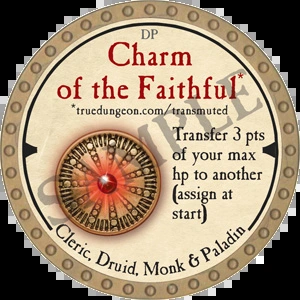 DP
Charm
of the Faithful*
*truedungeon.com/transmuted
SAMPLE
Transfer 3 pts
of your max
hp to another
(assign at
start)
Cleric, Druid, Monk & Paladin